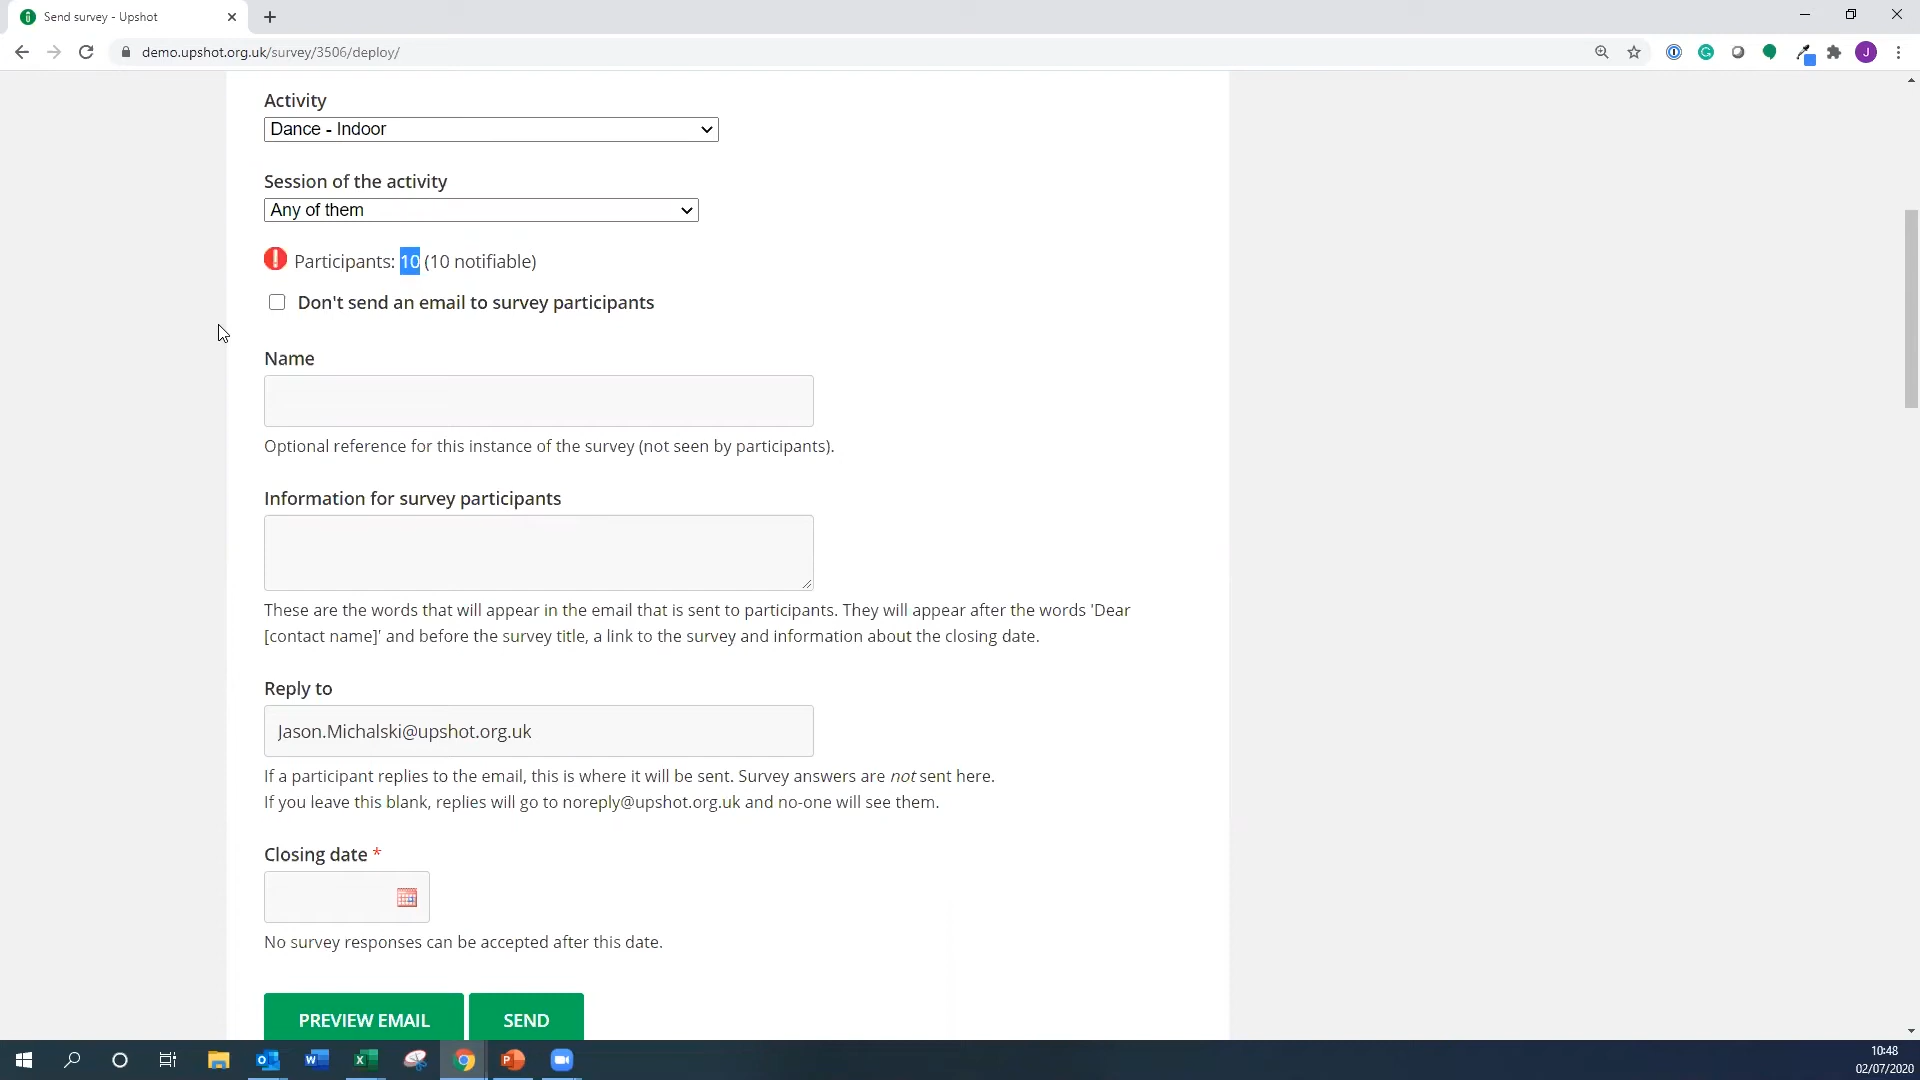 Send survey - Upshot
demo.upshot.org.uk/survey/3506/deploy/
J
Activity
Dance - Indoor
Session of the activity
Any of them
Participants: 10 (10 notifiable)
Don't send an email to survey participants
Name
Optional reference for this instance of the survey (not seen by participants).
Information for survey participants
These are the words that will appear in the email that is sent to participants. They will appear after the words 'Dear
[contact name]' and before the survey title, a link to the survey and information about the closing date.
Reply to
Jason.Michalski@upshot.org.uk
If a participant replies to the email, this is where it will be sent. Survey answers are not sent here.
If you leave this blank, replies will go to noreply@upshot.org.uk and no-one will see them.
Closing date *
No survey responses can be accepted after this date.
PREVIEW EMAIL
SEND
10:48
02/07/2020